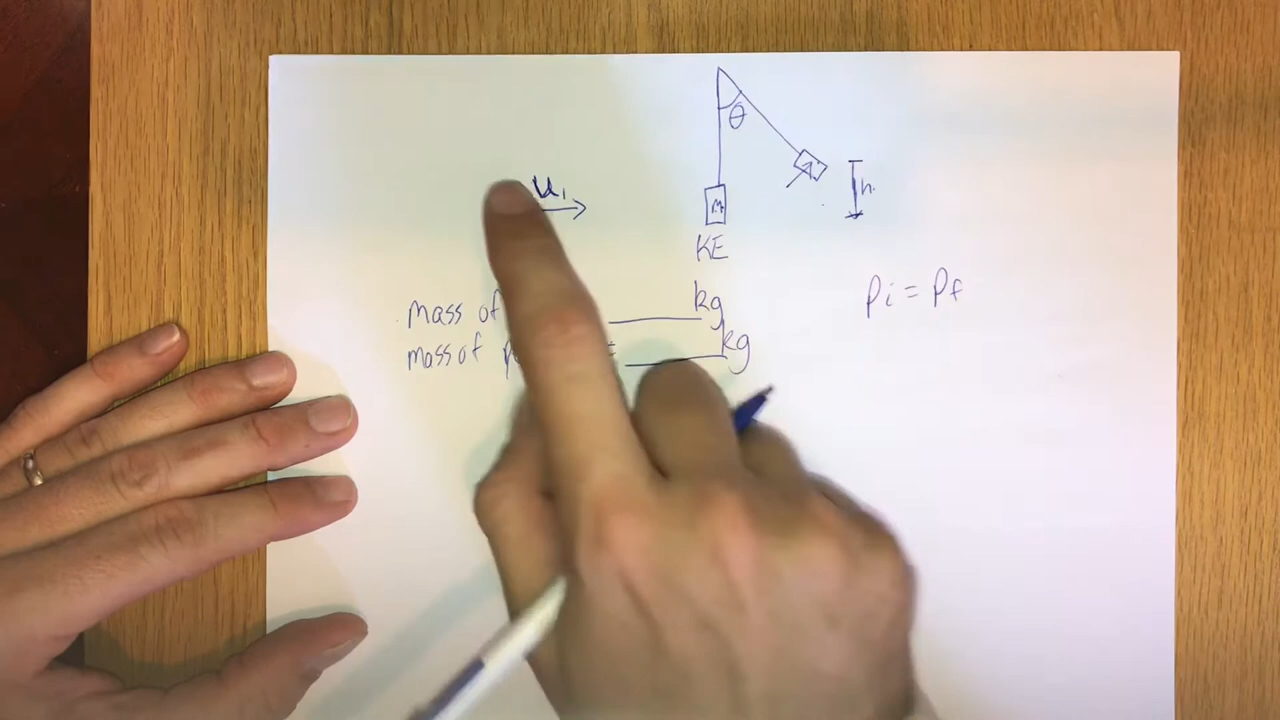 θ
u₁
h
M
KE
Pi = Pf
mass of kg
mass of = kg